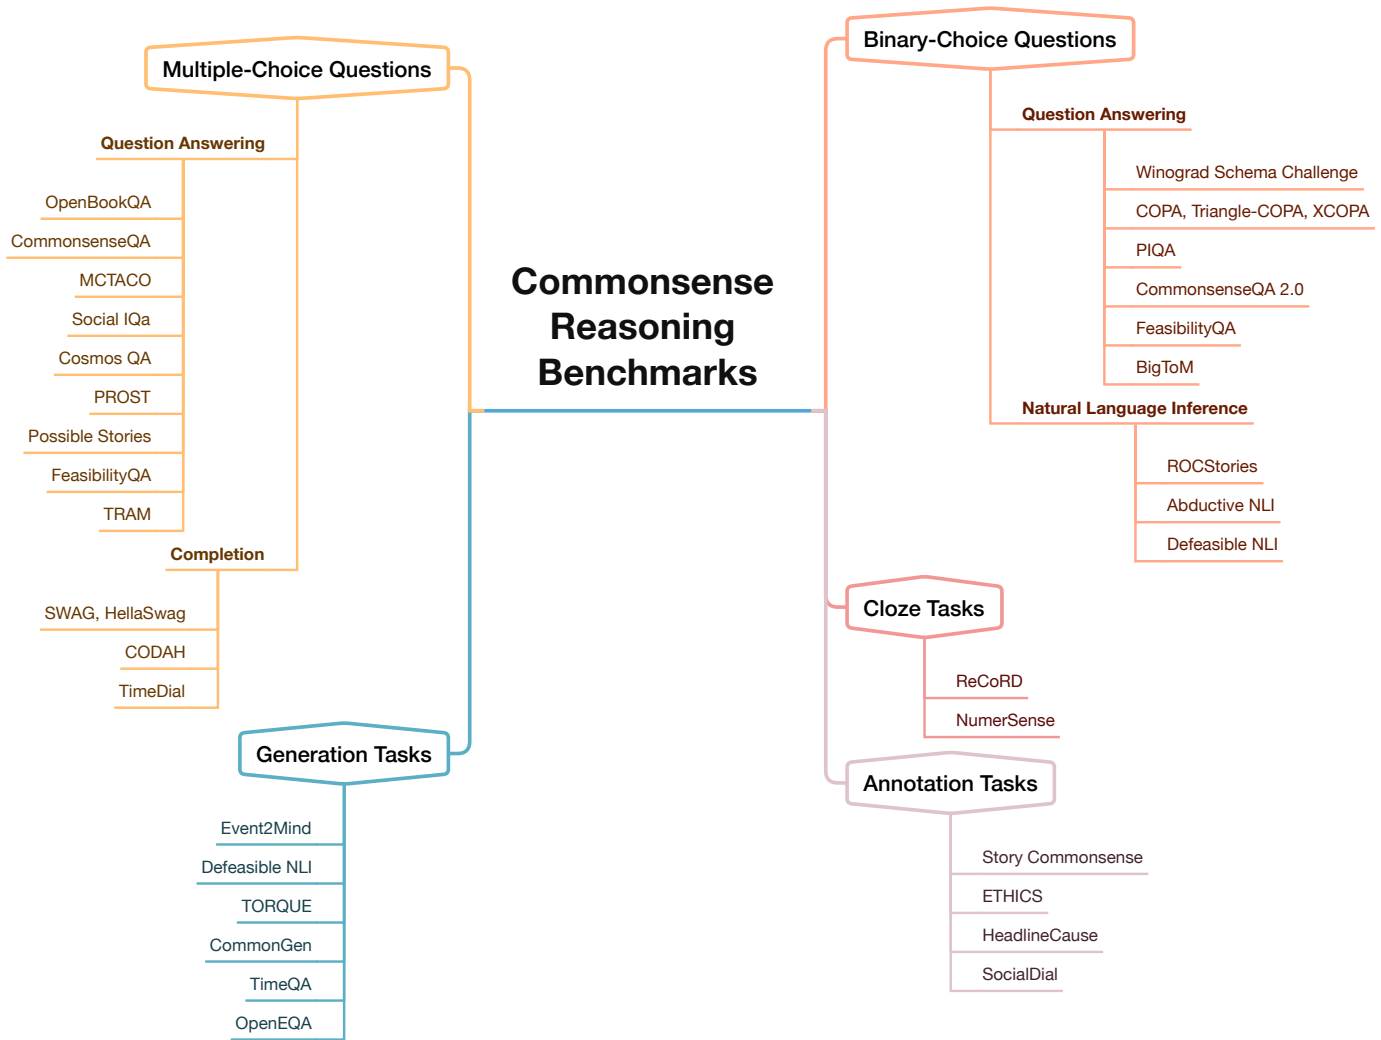 Commonsense
Reasoning
Benchmarks
Multiple-Choice Questions
Question Answering
OpenBookQA
CommonsenseQA
MCTACO
Social IQa
Cosmos QA
PROST
Possible Stories
FeasibilityQA
TRAM
Completion
SWAG, HellaSwag
CODAH
TimeDial
Generation Tasks
Event2Mind
Defeasible NLI
TORQUE
CommonGen
TimeQA
OpenEQA
Binary-Choice Questions
Question Answering
Winograd Schema Challenge
COPA, Triangle-COPA, XCOPA
PIQA
CommonsenseQA 2.0
FeasibilityQA
BigToM
Natural Language Inference
ROCStories
Abductive NLI
Defeasible NLI
Cloze Tasks
ReCoRD
NumerSense
Annotation Tasks
Story Commonsense
ETHICS
HeadlineCause
SocialDial